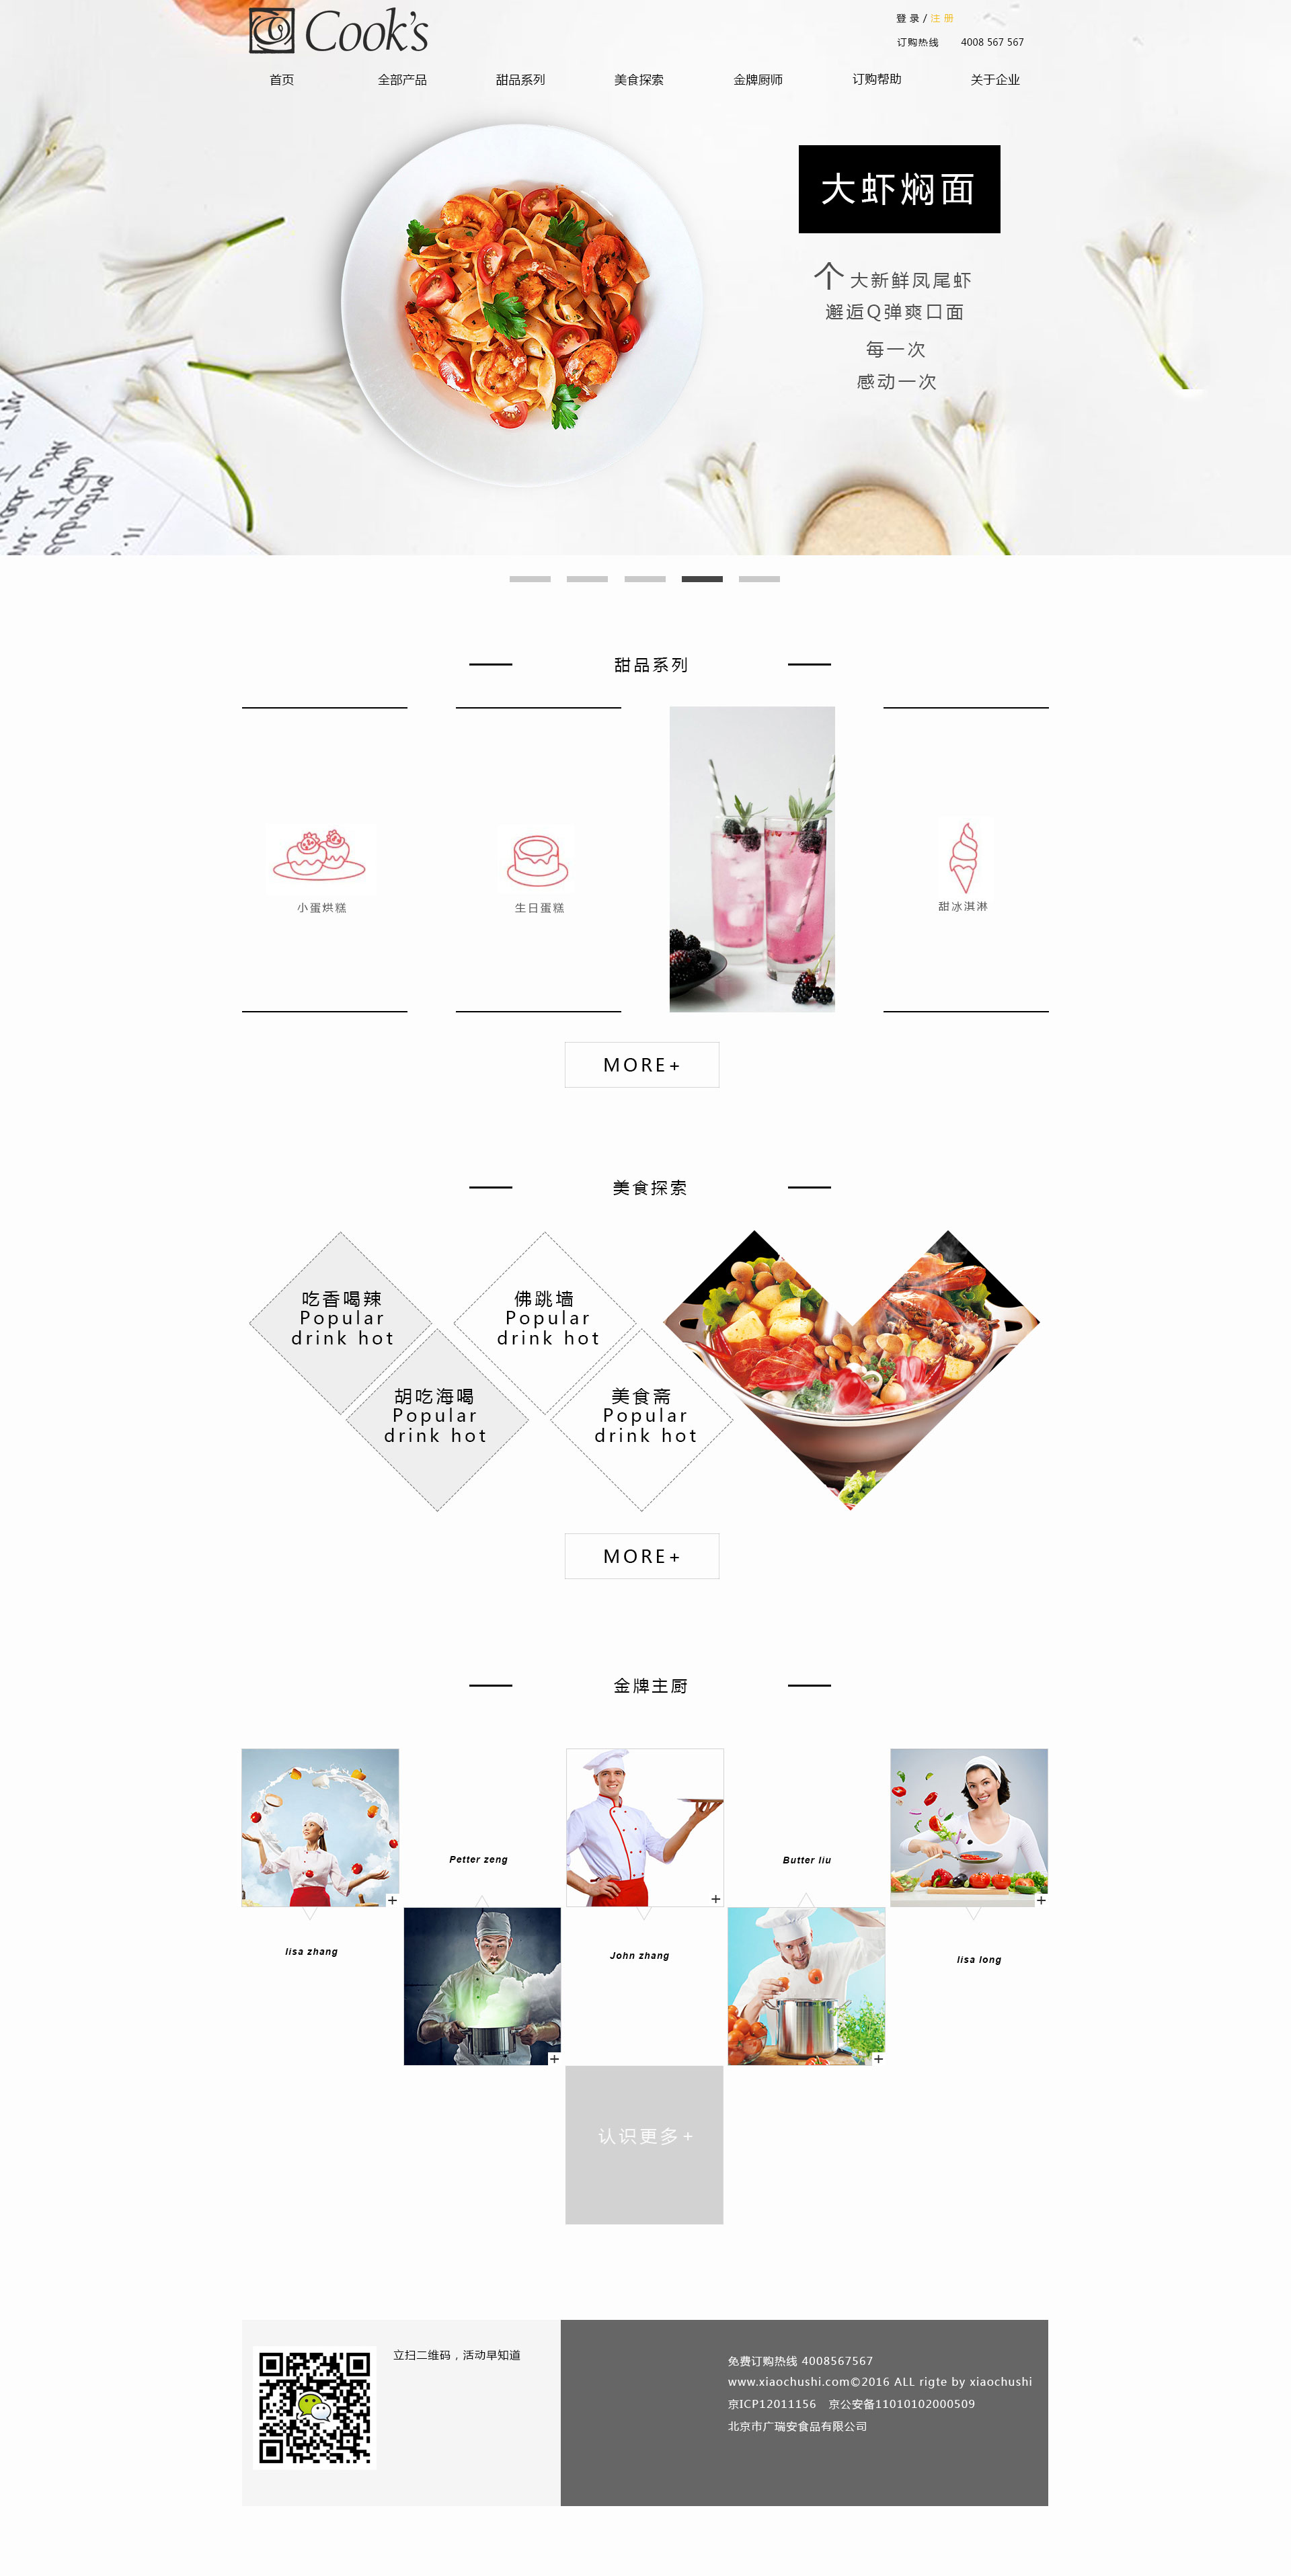 Cook's
登 录 / 注 册
订购热线 4008 567 567
首页 全部产品 甜品系列 美食探索 金牌厨师 订购帮助 关于企业
大虾焖面
个大新鲜凤尾虾
邂逅Q弹爽口面
每一次
感动一次
甜品系列
小蛋烘糕
生日蛋糕
甜冰淇淋
MORE+
美食探索
吃香喝辣
Popular
drink hot
佛跳墙
Popular
drink hot
胡吃海喝
Popular
drink hot
美食斋
Popular
drink hot
MORE+
金牌主厨
Petter zeng
Butter liu
lisa zhang
John zhang
lisa long
认识更多+
立扫二维码，活动早知道
免费订购热线 4008567567
www.xiaochushi.com©2016 ALL rigte by xiaochushi
京ICP12011156 京公安备11010102000509
北京市广瑞安食品有限公司